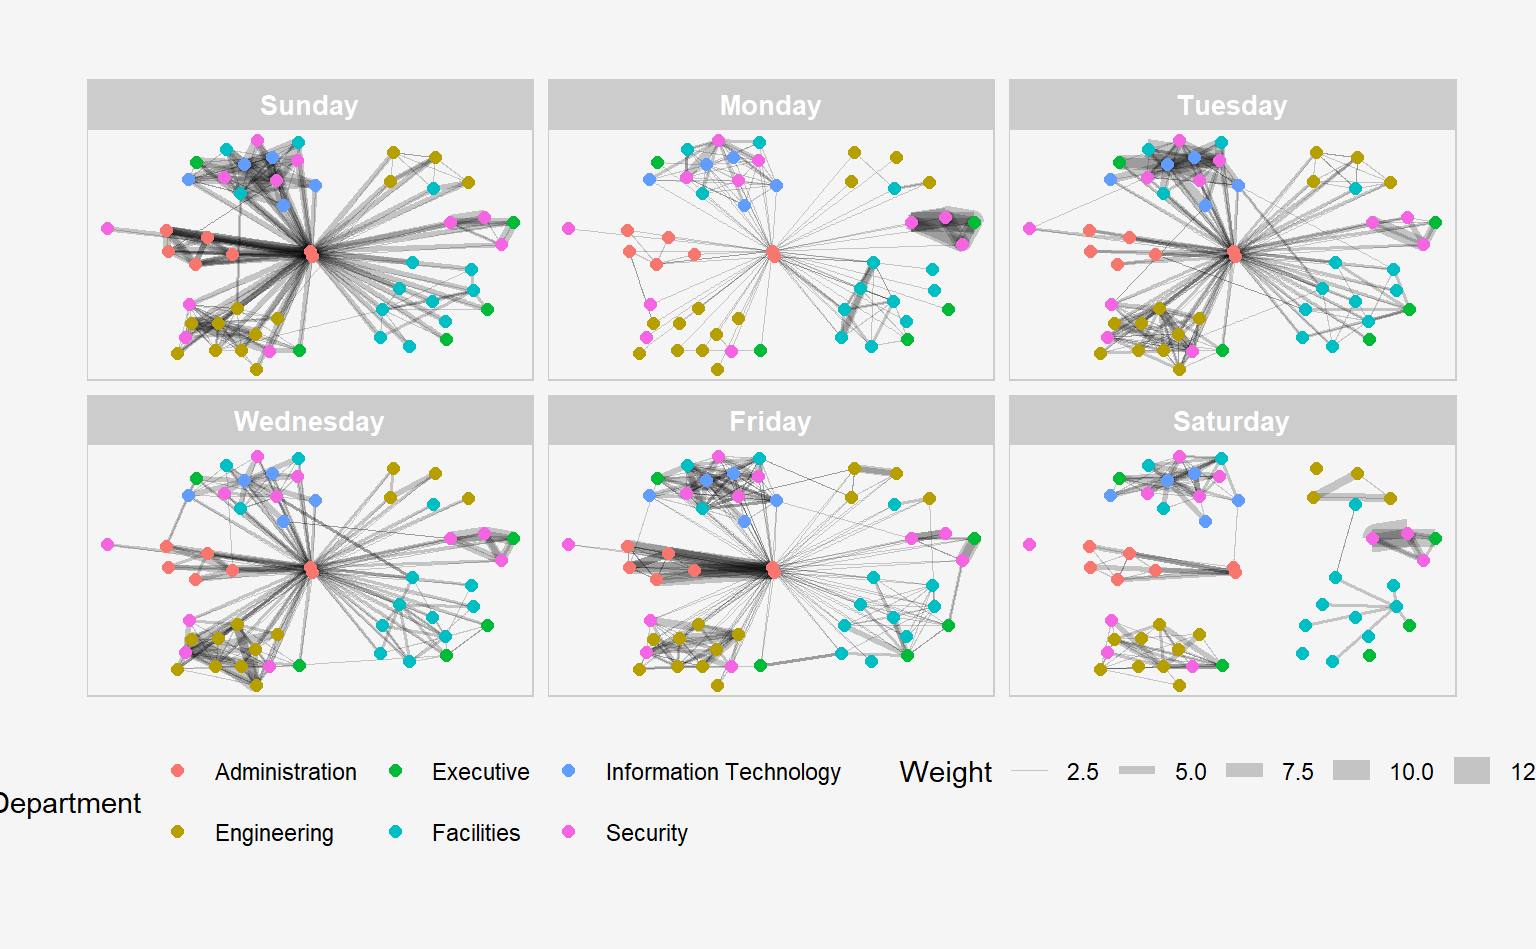 Sunday Monday Tuesday
Wednesday Friday Saturday
Administration Executive Information Technology Weight 2.5 5.0 7.5 10.0 12
Department
Engineering Facilities Security